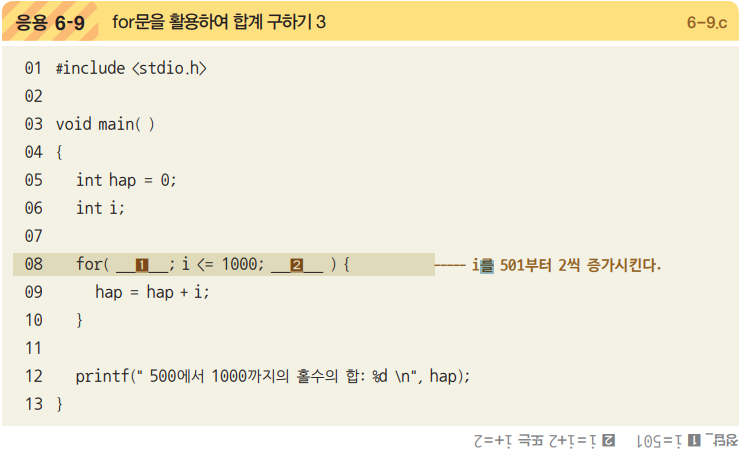 응용 6-9 for문을 활용하여 합계 구하기 3 6-9.c
01 #include <stdio.h>
02
03 void main( )
04 {
05 int hap = 0;
06 int i;
07
08 for( __1__; i <= 1000; __2__ ) { ----- i를 501부터 2씩 증가시킨다.
09 hap = hap + i;
10 }
11
12 printf(" 500에서 1000까지의 홀수의 합: %d \n", hap);
13 }
정답_ 1 i=501 2 i=i+2 또는 i+=2